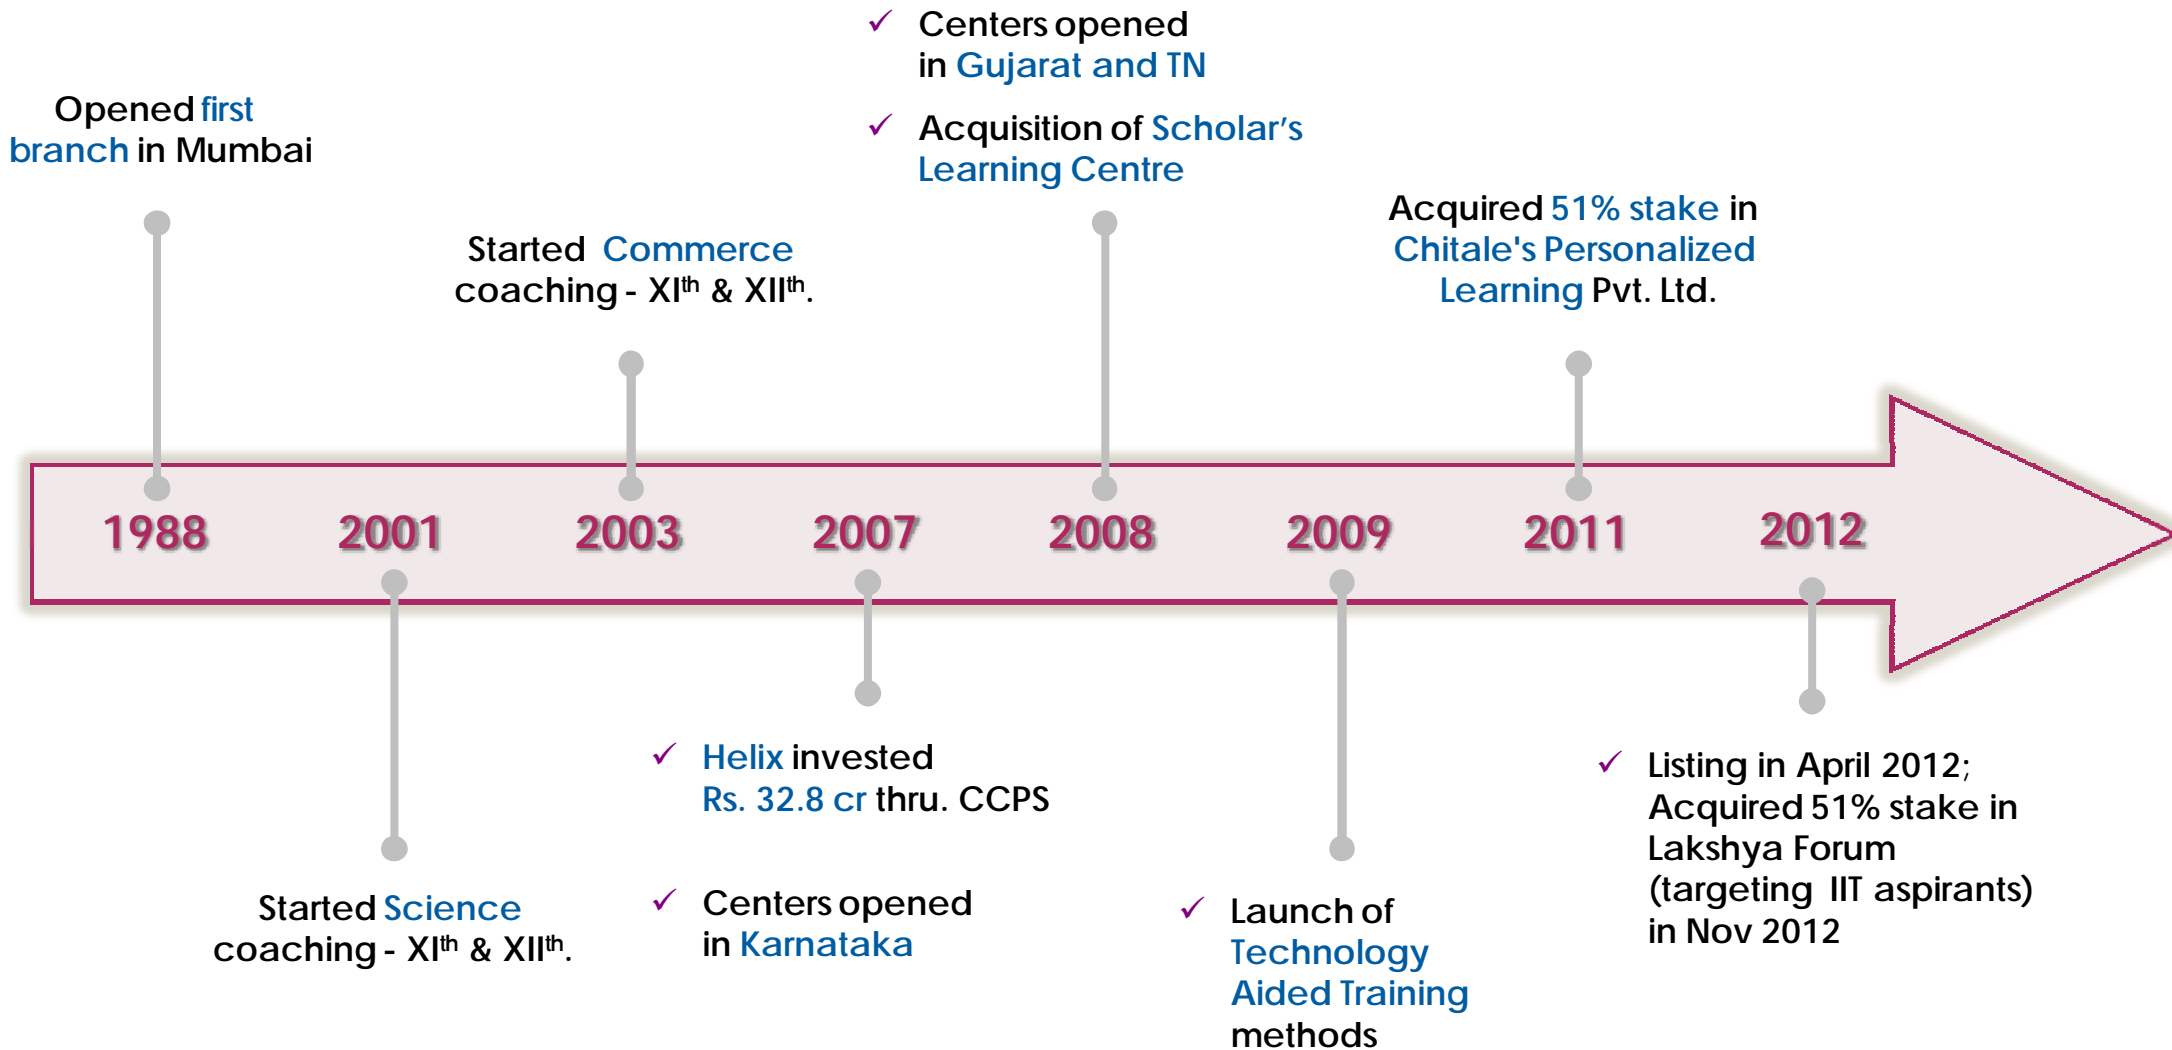 Opened first
branch in Mumbai
Started Commerce
coaching - XIth & XIIth.
✓ Centers opened
in Gujarat and TN
✓ Acquisition of Scholar’s
Learning Centre
Acquired 51% stake in
Chitale's Personalized
Learning Pvt. Ltd.
1988 2001 2003 2007 2008 2009 2011 2012
Started Science
coaching - XIth & XIIth.
✓ Helix invested
Rs. 32.8 cr thru. CCPS
✓ Centers opened
in Karnataka
✓ Launch of
Technology
Aided Training
methods
✓ Listing in April 2012;
Acquired 51% stake in
Lakshya Forum
(targeting IIT aspirants)
in Nov 2012